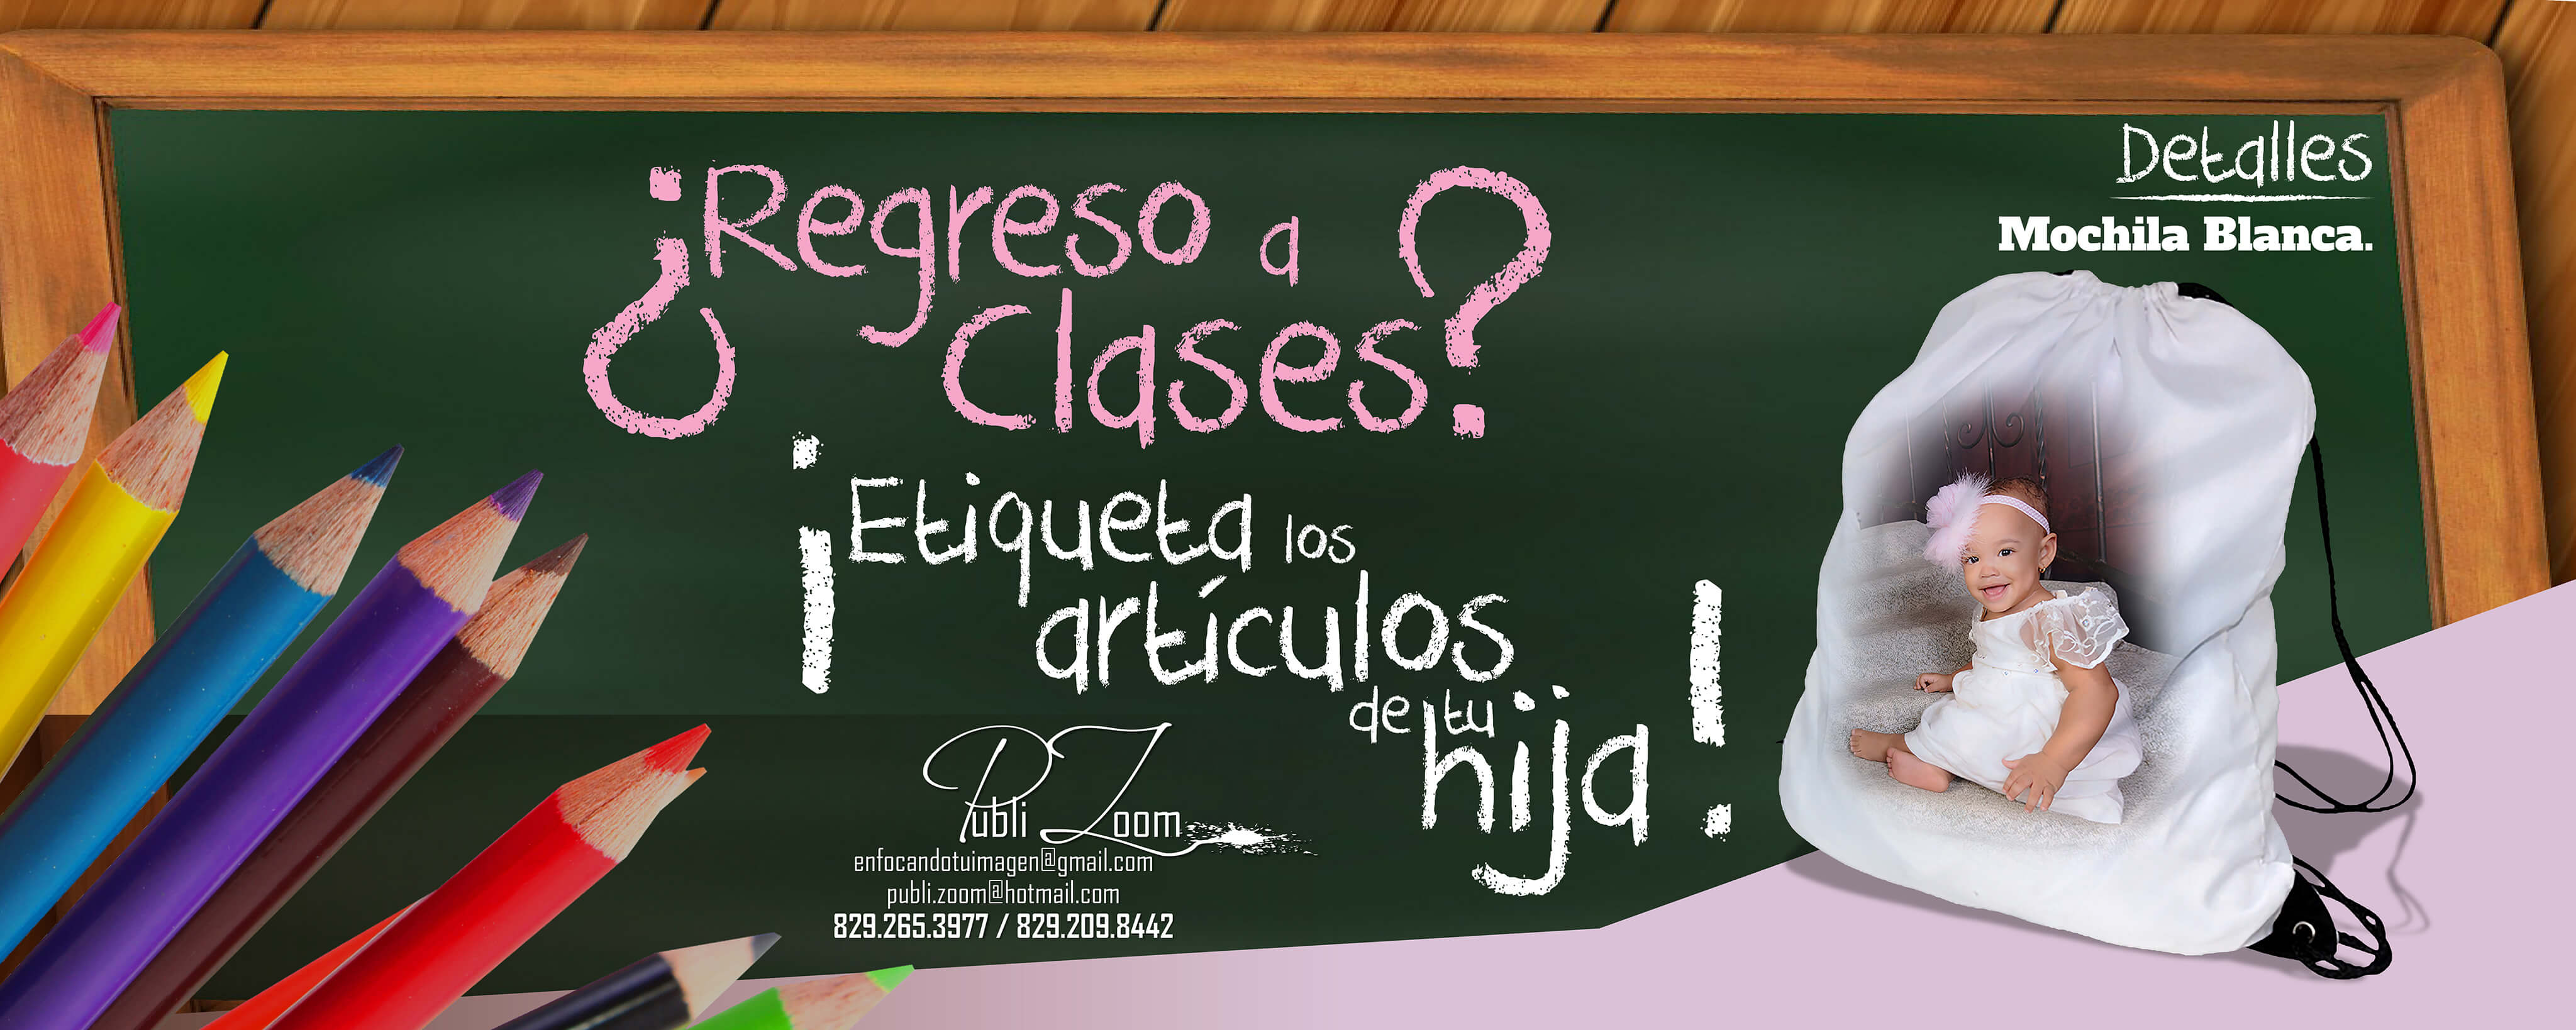 ¿Regreso a
Clases?
¡Etiqueta los
artículos
de tu
hija!
Publi Zoom
enfocandotuimagen@gmail.com
publi.zoom@hotmail.com
829.265.3977 / 829.209.8442
Detalles
Mochila Blanca.